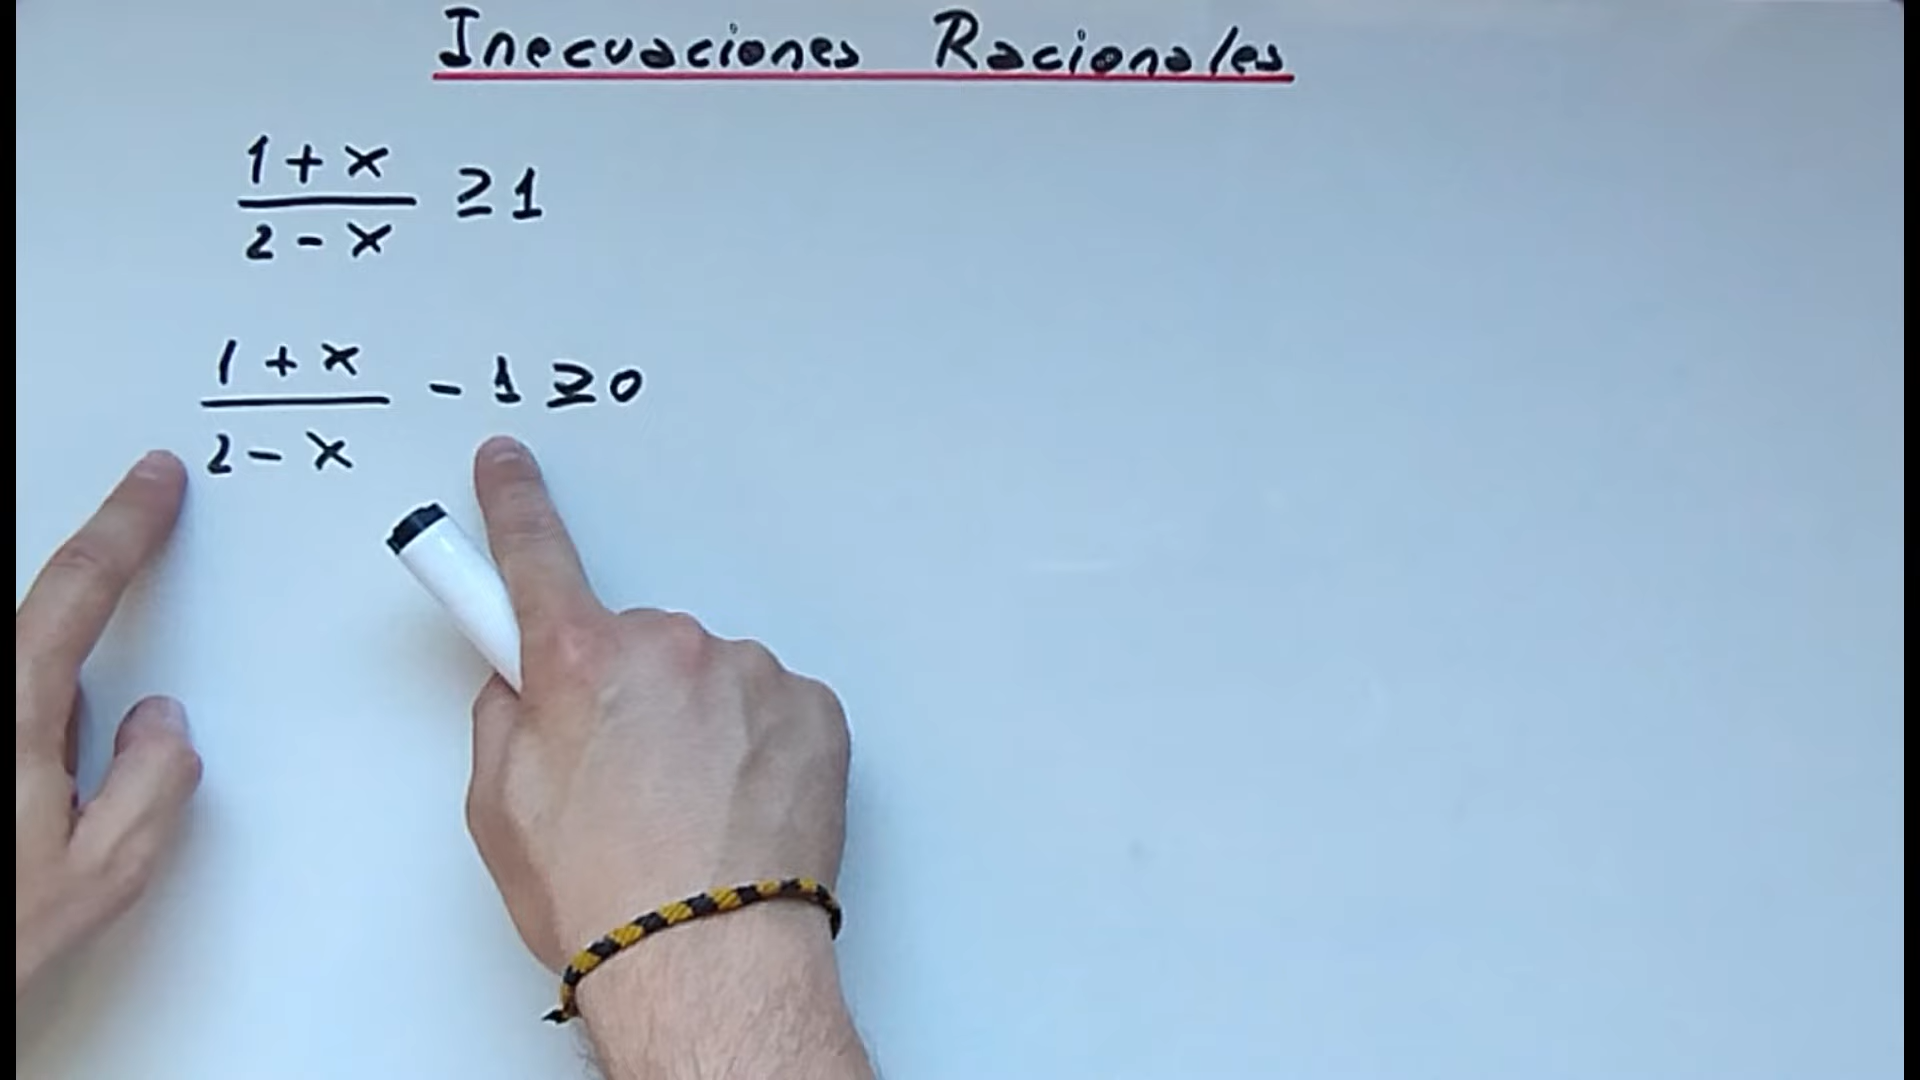 Inecuaciones Racionales
1 + x
2 - x
≥ 1
1 + x
2 - x
- 1 ≥ 0